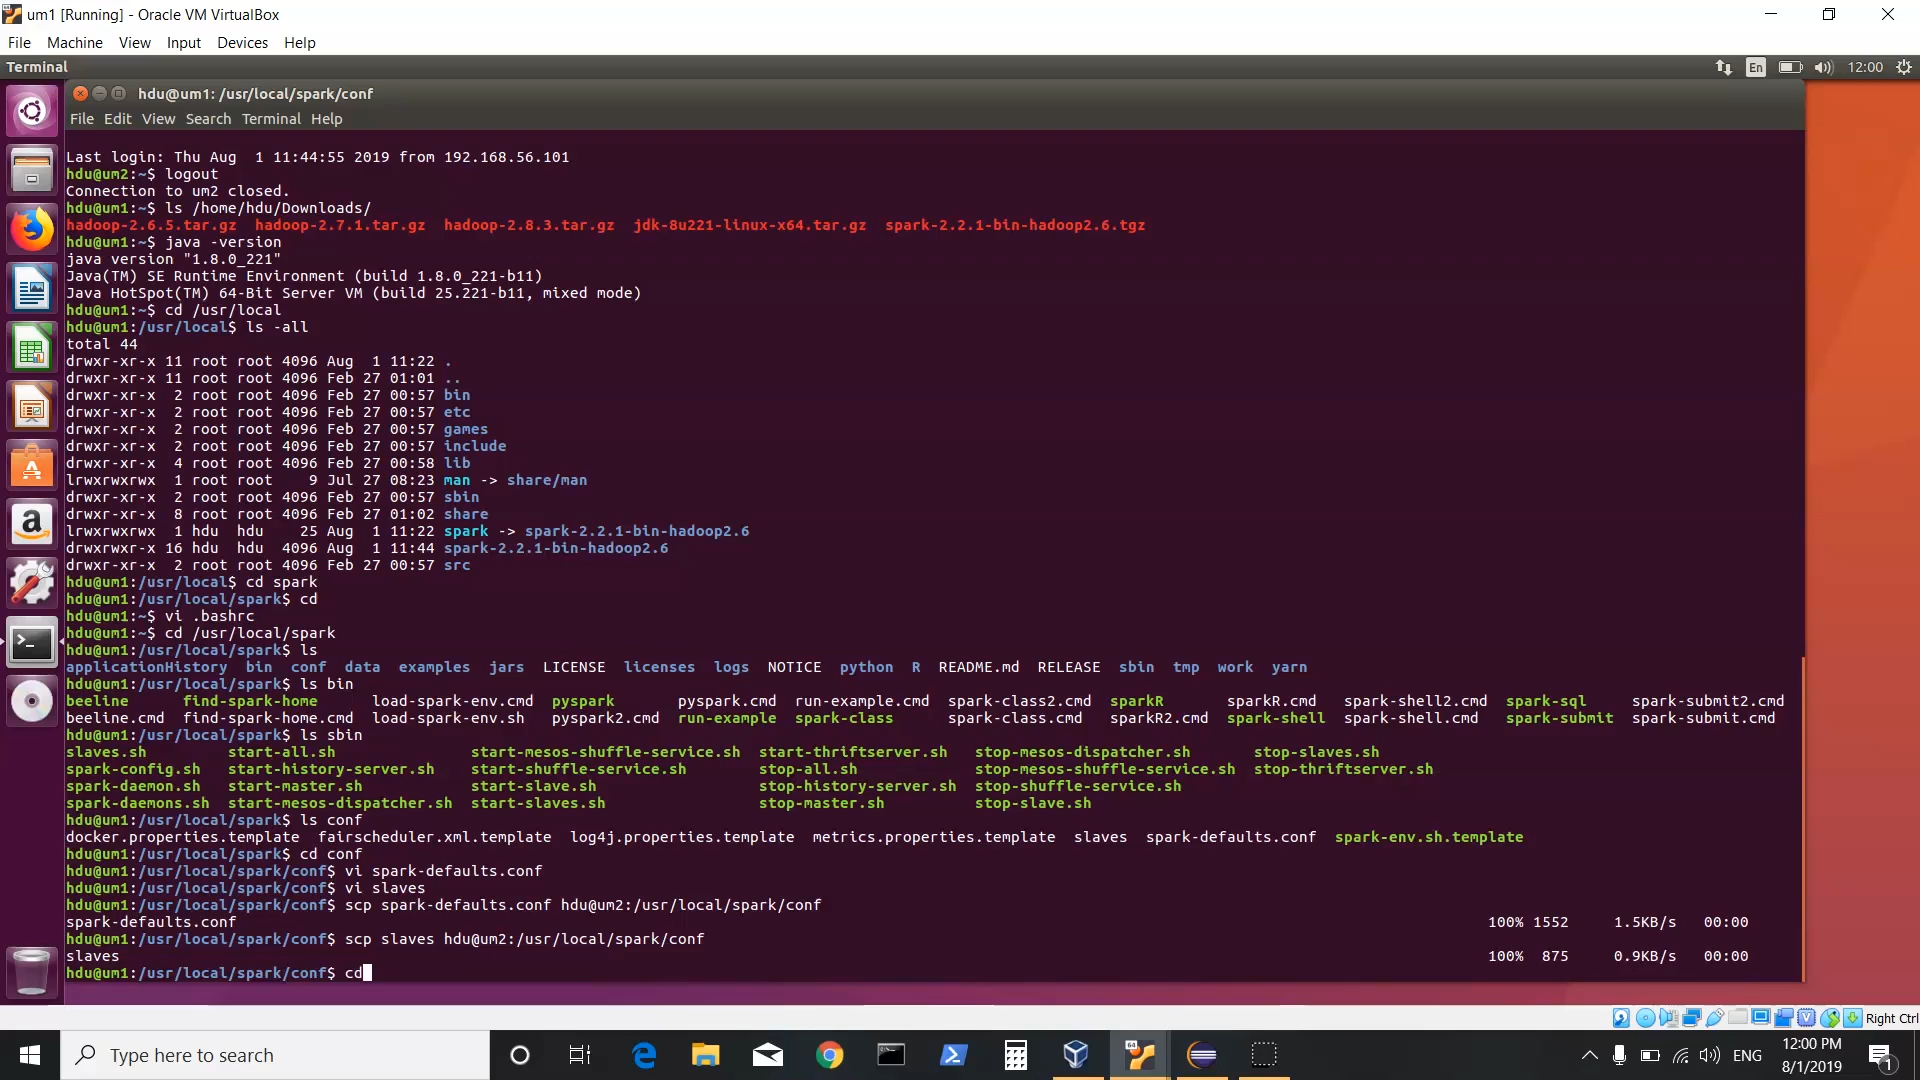 um1 [Running] - Oracle VM VirtualBox
File Machine View Input Devices Help
Terminal En 12:00
hdu@um1: /usr/local/spark/conf
File Edit View Search Terminal Help
Last login: Thu Aug  1 11:44:55 2019 from 192.168.56.101
hdu@um2:~$ logout
Connection to um2 closed.
hdu@um1:~$ ls /home/hdu/Downloads/
hadoop-2.6.5.tar.gz  hadoop-2.7.1.tar.gz  hadoop-2.8.3.tar.gz  jdk-8u221-linux-x64.tar.gz  spark-2.2.1-bin-hadoop2.6.tgz
hdu@um1:~$ java -version
java version "1.8.0_221"
Java(TM) SE Runtime Environment (build 1.8.0_221-b11)
Java HotSpot(TM) 64-Bit Server VM (build 25.221-b11, mixed mode)
hdu@um1:~$ cd /usr/local
hdu@um1:/usr/local$ ls -all
total 44
drwxr-xr-x 11 root root 4096 Aug  1 11:22 .
drwxr-xr-x 11 root root 4096 Feb 27 01:01 ..
drwxr-xr-x  2 root root 4096 Feb 27 00:57 bin
drwxr-xr-x  2 root root 4096 Feb 27 00:57 etc
drwxr-xr-x  2 root root 4096 Feb 27 00:57 games
drwxr-xr-x  2 root root 4096 Feb 27 00:57 include
drwxr-xr-x  4 root root 4096 Feb 27 00:58 lib
lrwxrwxrwx  1 root root    9 Jul 27 08:23 man -> share/man
drwxr-xr-x  2 root root 4096 Feb 27 00:57 sbin
drwxr-xr-x  8 root root 4096 Feb 27 01:02 share
lrwxrwxrwx  1 hdu  hdu    25 Aug  1 11:22 spark -> spark-2.2.1-bin-hadoop2.6
drwxrwxr-x 16 hdu  hdu  4096 Aug  1 11:44 spark-2.2.1-bin-hadoop2.6
drwxr-xr-x  2 root root 4096 Feb 27 00:57 src
hdu@um1:/usr/local$ cd spark
hdu@um1:/usr/local/spark$ cd
hdu@um1:~$ vi .bashrc
hdu@um1:~$ cd /usr/local/spark
hdu@um1:/usr/local/spark$ ls
applicationHistory  bin  conf  data  examples  jars  LICENSE  licenses  logs  NOTICE  python  R  README.md  RELEASE  sbin  tmp  work  yarn
hdu@um1:/usr/local/spark$ ls bin
beeline      find-spark-home      load-spark-env.cmd  pyspark       pyspark.cmd  run-example.cmd  spark-class2.cmd  sparkR       sparkR.cmd   spark-shell2.cmd  spark-sql     spark-submit2.cmd
beeline.cmd  find-spark-home.cmd  load-spark-env.sh   pyspark2.cmd  run-example  spark-class      spark-class.cmd   sparkR2.cmd  spark-shell  spark-shell.cmd   spark-submit  spark-submit.cmd
hdu@um1:/usr/local/spark$ ls sbin
slaves.sh         start-all.sh               start-mesos-shuffle-service.sh  start-thriftserver.sh   stop-mesos-dispatcher.sh       stop-slaves.sh
spark-config.sh   start-history-server.sh    start-shuffle-service.sh        stop-all.sh             stop-mesos-shuffle-service.sh  stop-thriftserver.sh
spark-daemon.sh   start-master.sh            start-slave.sh                  stop-history-server.sh  stop-shuffle-service.sh
spark-daemons.sh  start-mesos-dispatcher.sh  start-slaves.sh                 stop-master.sh          stop-slave.sh
hdu@um1:/usr/local/spark$ ls conf
docker.properties.template  fairscheduler.xml.template  log4j.properties.template  metrics.properties.template  slaves  spark-defaults.conf  spark-env.sh.template
hdu@um1:/usr/local/spark$ cd conf
hdu@um1:/usr/local/spark/conf$ vi spark-defaults.conf
hdu@um1:/usr/local/spark/conf$ vi slaves
hdu@um1:/usr/local/spark/conf$ scp spark-defaults.conf hdu@um2:/usr/local/spark/conf
spark-defaults.conf 100% 1552 1.5KB/s 00:00
hdu@um1:/usr/local/spark/conf$ scp slaves hdu@um2:/usr/local/spark/conf
slaves 100% 875 0.9KB/s 00:00
hdu@um1:/usr/local/spark/conf$ cd
Right Ctrl
Type here to search
ENG
12:00 PM
8/1/2019
1